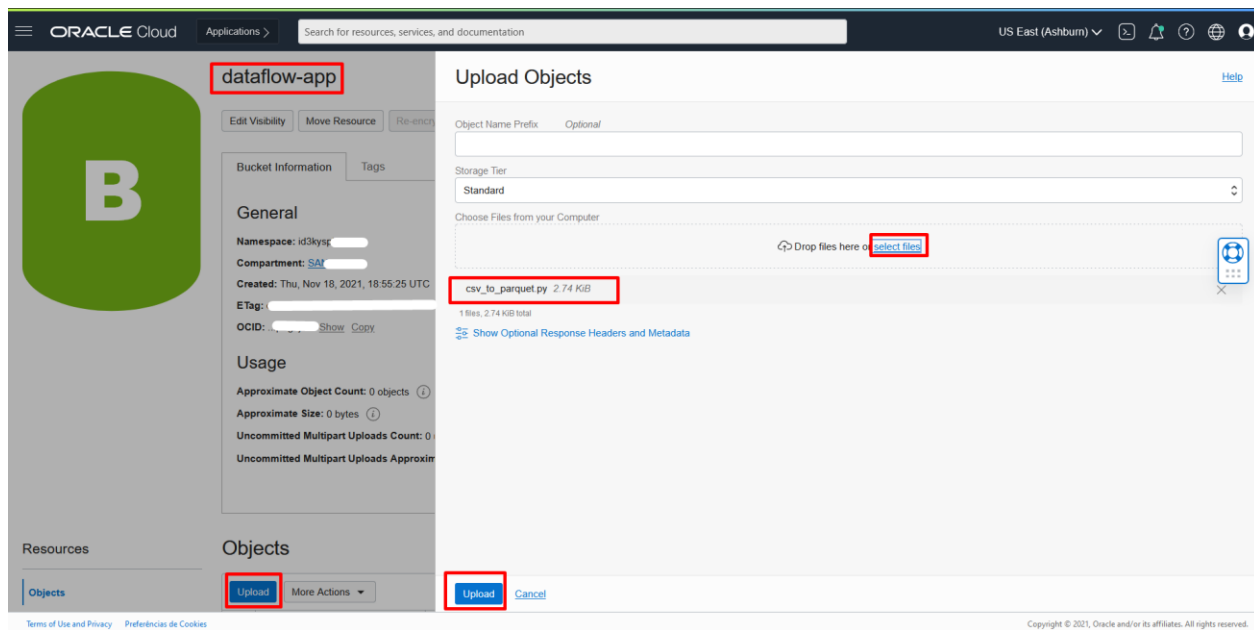 ORACLE Cloud
Applications >
Search for resources, services, and documentation
US East (Ashburn)
B
dataflow-app
Edit Visibility
Move Resource
Bucket Information
Tags
General
Namespace: id3kysp
Compartment:
Created: Thu, Nov 18, 2021, 18:55:25 UTC
ETag:
OCID: Show Copy
Usage
Approximate Object Count: 0 objects
Approximate Size: 0 bytes
Uncommitted Multipart Uploads Count: 0
Uncommitted Multipart Uploads
Resources
Objects
Objects
Upload
More Actions
Upload Objects
Help
Object Name Prefix Optional
Storage Tier
Standard
Choose Files from your Computer
Drop files here or select files
csv_to_parquet.py 2.74 KiB
1 files, 2.74 KiB total
Show Optional Response Headers and Metadata
Upload
Cancel
Terms of Use and Privacy Preferências de Cookies
Copyright © 2021, Oracle and/or its affiliates. All rights reserved.